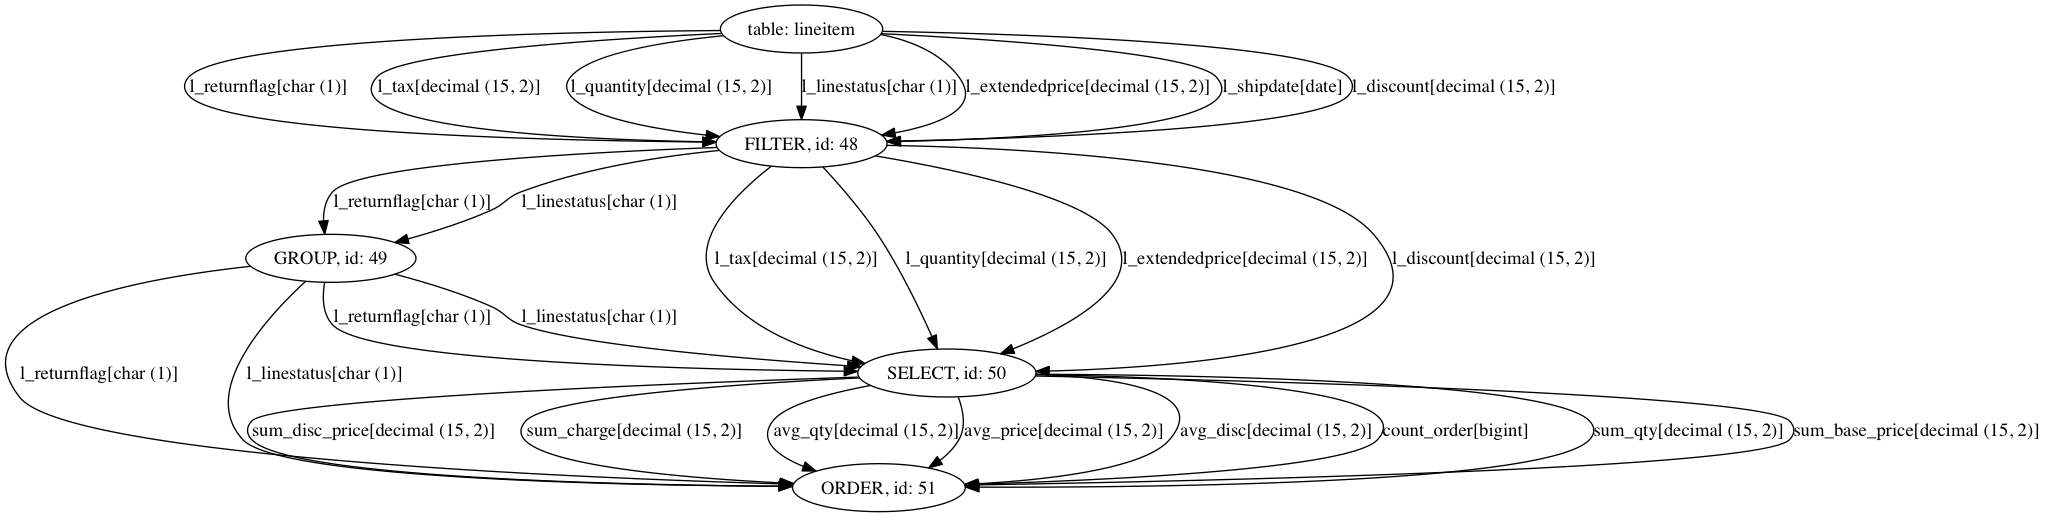 table: lineitem
l_returnflag[char (1)]
l_tax[decimal (15, 2)]
l_quantity[decimal (15, 2)]
l_linestatus[char (1)]
l_extendedprice[decimal (15, 2)]
l_shipdate[date]
l_discount[decimal (15, 2)]
FILTER, id: 48
l_returnflag[char (1)]
l_linestatus[char (1)]
GROUP, id: 49
l_tax[decimal (15, 2)]
l_quantity[decimal (15, 2)]
l_extendedprice[decimal (15, 2)]
l_discount[decimal (15, 2)]
l_returnflag[char (1)]
l_linestatus[char (1)]
l_returnflag[char (1)]
l_linestatus[char (1)]
SELECT, id: 50
sum_disc_price[decimal (15, 2)]
sum_charge[decimal (15, 2)]
avg_qty[decimal (15, 2)]
avg_price[decimal (15, 2)]
avg_disc[decimal (15, 2)]
count_order[bigint]
sum_qty[decimal (15, 2)]
sum_base_price[decimal (15, 2)]
ORDER, id: 51